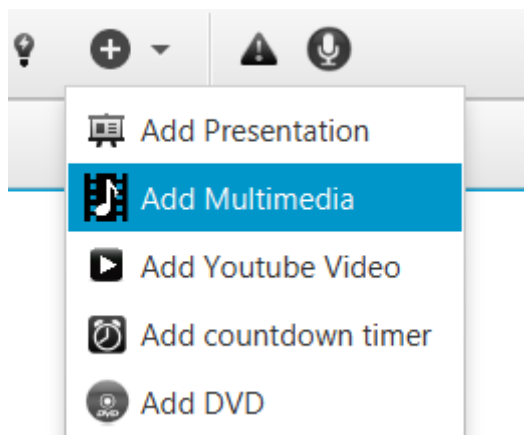 Add Presentation
Add Multimedia
Add Youtube Video
Add countdown timer
Add DVD